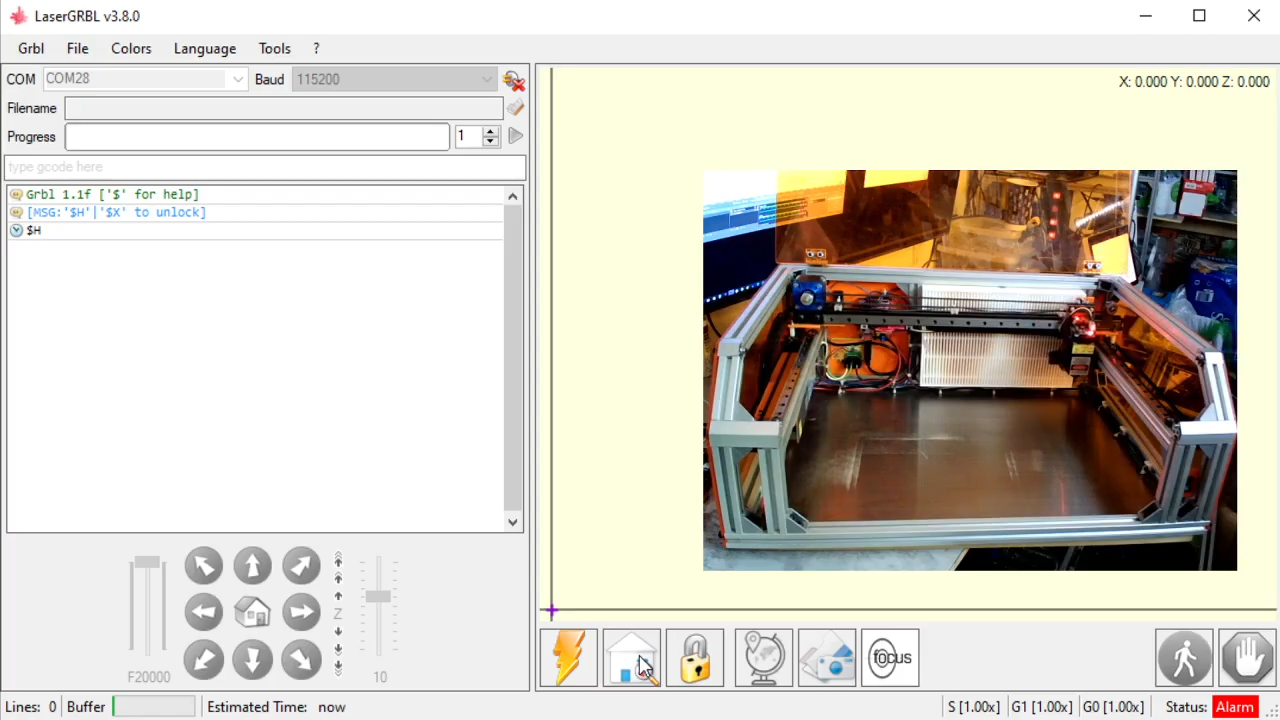 LaserGRBL v3.8.0
Grbl File Colors Language Tools ?
COM COM28 Baud 115200
X: 0.000 Y: 0.000 Z: 0.000
Filename
Progress 1
type gcode here
Grbl 1.1f ['$' for help]
[MSG:'$H'|'$X' to unlock]
$H
Z
F20000 10
focus
Lines: 0 Buffer Estimated Time: now S [1.00x] G1 [1.00x] G0 [1.00x] Status: Alarm